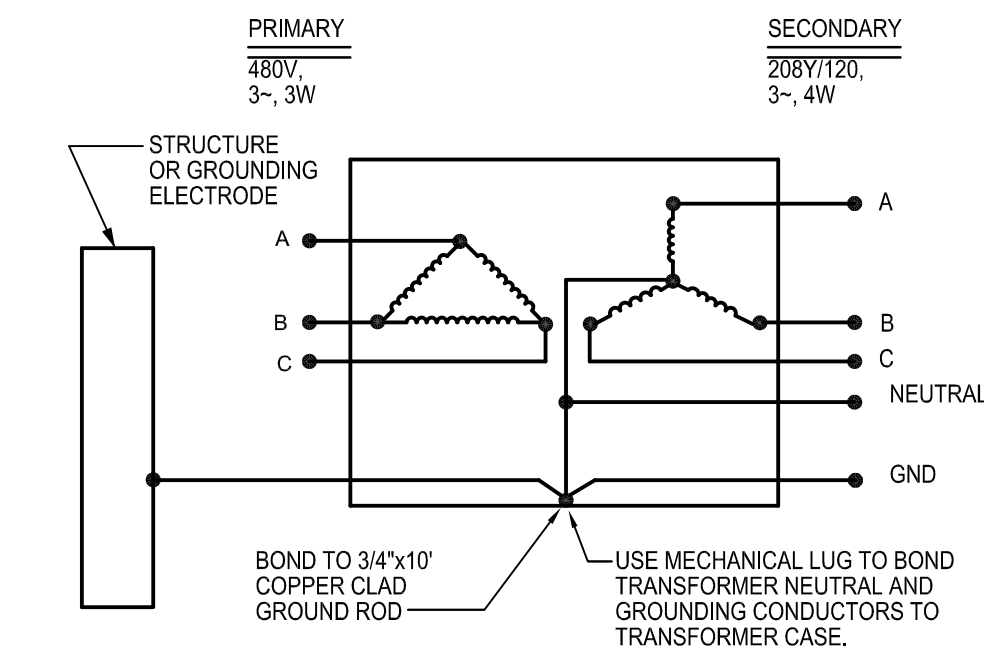 PRIMARY
480V,
3~, 3W
SECONDARY
208Y/120,
3~, 4W
STRUCTURE
OR GROUNDING
ELECTRODE
A
B
C
A
B
C
NEUTRAL
GND
BOND TO 3/4"x10'
COPPER CLAD
GROUND ROD
USE MECHANICAL LUG TO BOND
TRANSFORMER NEUTRAL AND
GROUNDING CONDUCTORS TO
TRANSFORMER CASE.